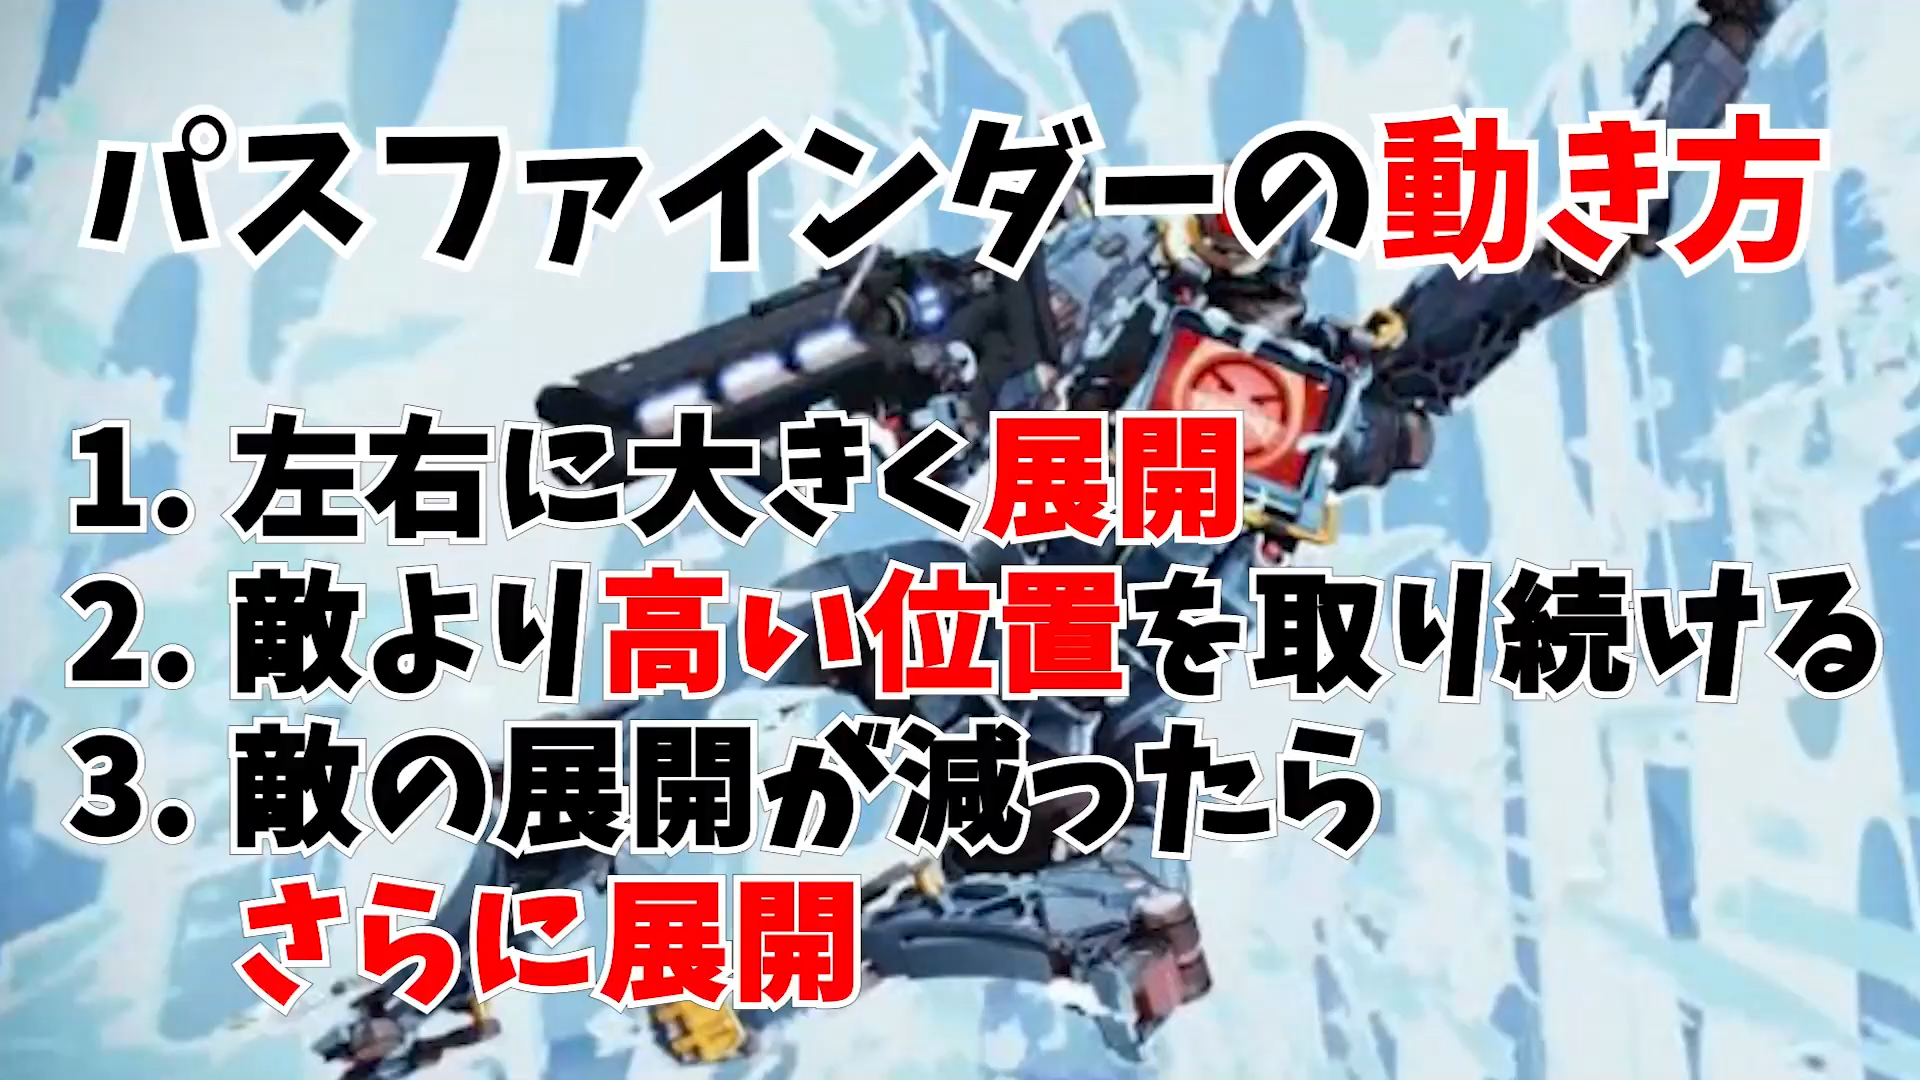 パスファインダーの動き方
1. 左右に大きく展開
2. 敵より高い位置を取り続ける
3. 敵の展開が減ったら
さらに展開